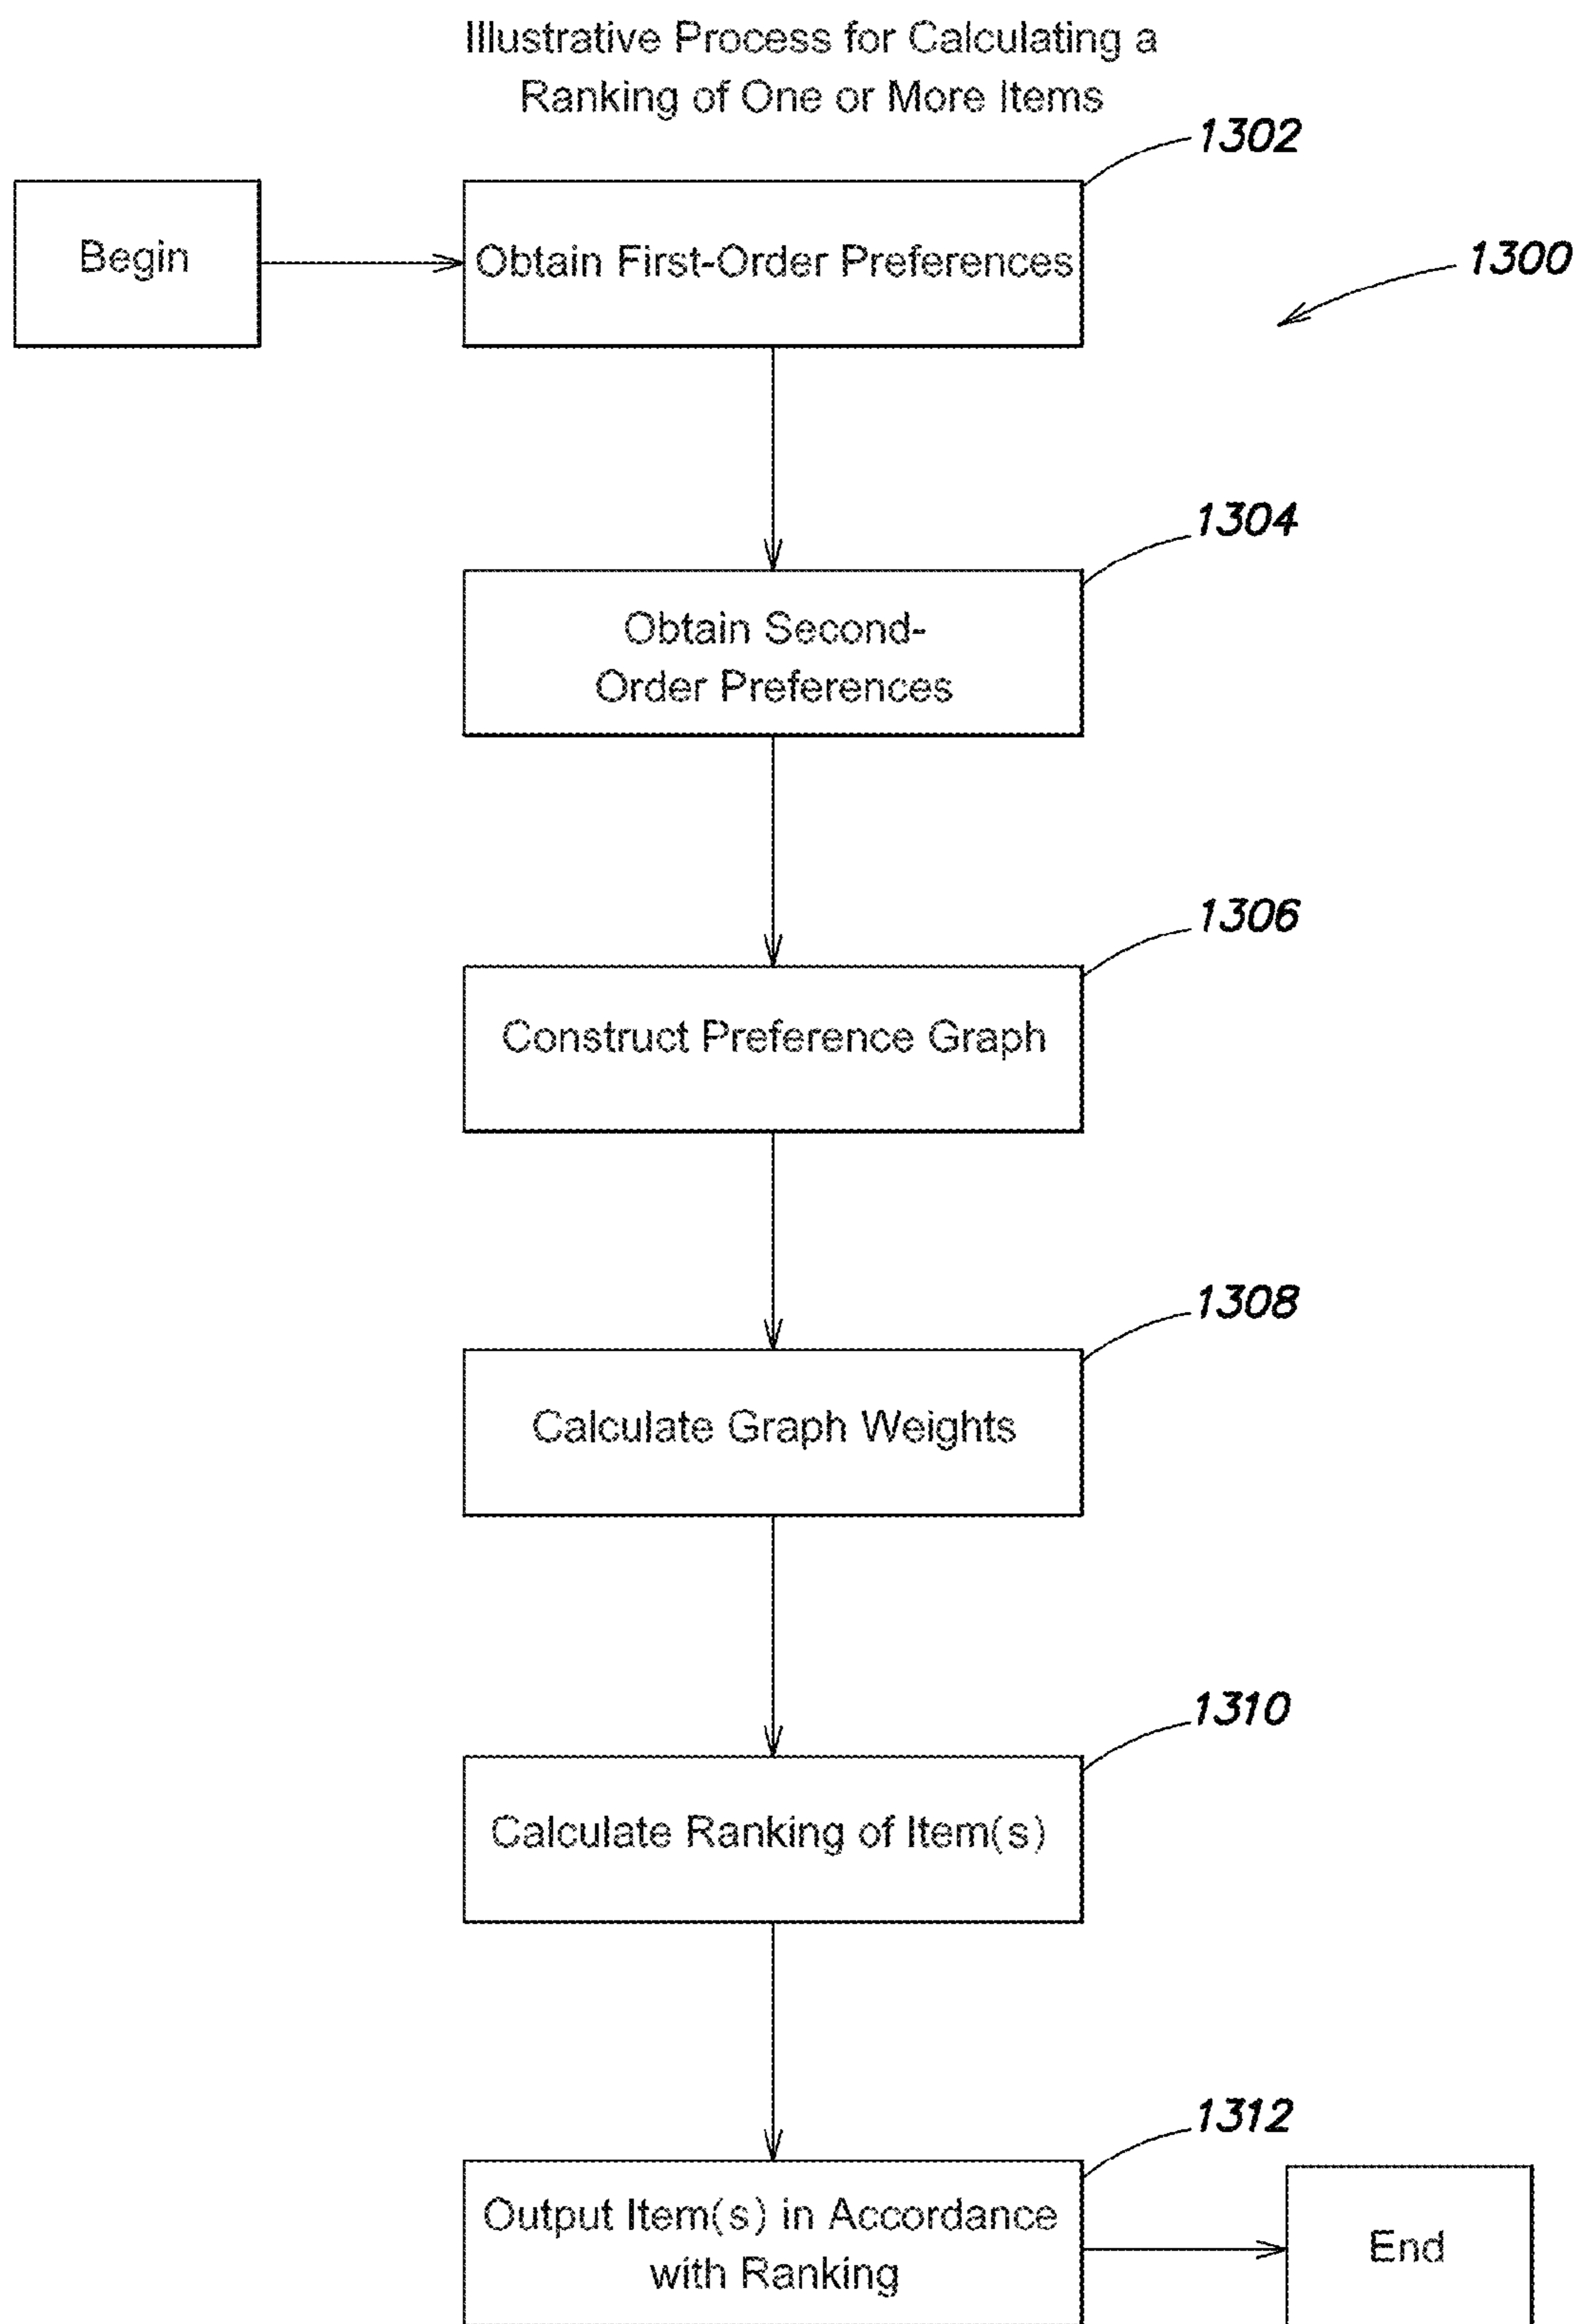 Illustrative Process for Calculating a
Ranking of One or More Items
1302
Begin
Obtain First-Order Preferences
1300
1304
Obtain Second-
Order Preferences
1306
Construct Preference Graph
1308
Calculate Graph Weights
1310
Calculate Ranking of Item(s)
1312
Output Item(s) in Accordance
with Ranking
End